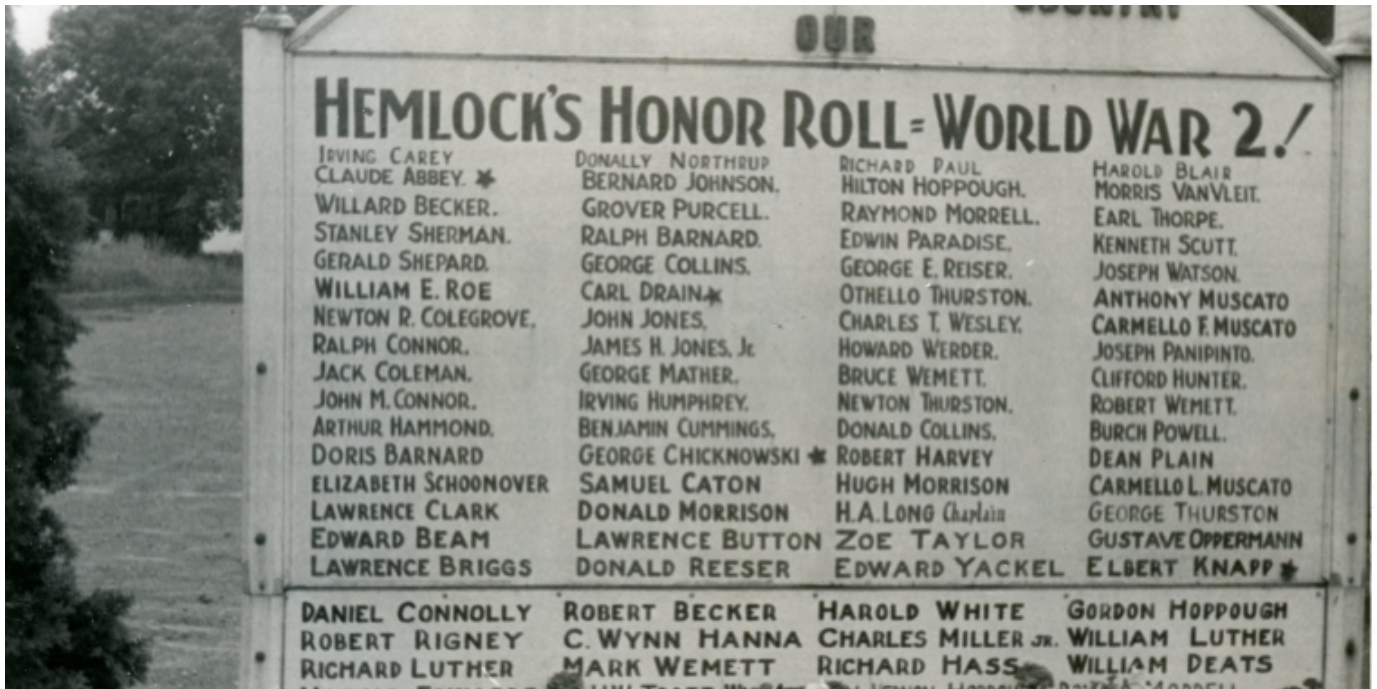 COUNTRY
OUR
HEMLOCK'S HONOR ROLL = WORLD WAR 2!
IRVING CAREY DONALLY NORTHRUP RICHARD PAUL HAROLD BLAIR
CLAUDE ABBEY. ★ BERNARD JOHNSON. HILTON HOPPOUGH. MORRIS VANVLEIT.
WILLARD BECKER. GROVER PURCELL. RAYMOND MORRELL. EARL THORPE.
STANLEY SHERMAN. RALPH BARNARD. EDWIN PARADISE. KENNETH SCUTT.
GERALD SHEPARD. GEORGE COLLINS. GEORGE E. REISER. JOSEPH WATSON.
WILLIAM E. ROE CARL DRAIN ★ OTHELLO THURSTON. ANTHONY MUSCATO
NEWTON R. COLEGROVE. JOHN JONES. CHARLES T. WESLEY. CARMELLO F. MUSCATO
RALPH CONNOR. JAMES H. JONES, Jr. HOWARD WERDER. JOSEPH PANIPINTO.
JACK COLEMAN. GEORGE MATHER. BRUCE WEMETT. CLIFFORD HUNTER.
JOHN M. CONNOR. IRVING HUMPHREY. NEWTON THURSTON. ROBERT WEMETT.
ARTHUR HAMMOND. BENJAMIN CUMMINGS. DONALD COLLINS. BURCH POWELL.
DORIS BARNARD GEORGE CHICKNOWSKI ★ ROBERT HARVEY DEAN PLAIN
ELIZABETH SCHOONOVER SAMUEL CATON HUGH MORRISON CARMELLO L. MUSCATO
LAWRENCE CLARK DONALD MORRISON H.A. LONG Chaplain GEORGE THURSTON
EDWARD BEAM LAWRENCE BUTTON ZOE TAYLOR GUSTAVE OPPERMANN
LAWRENCE BRIGGS DONALD REESER EDWARD YACKEL ELBERT KNAPP ★
DANIEL CONNOLLY ROBERT BECKER HAROLD WHITE GORDON HOPPOUGH
ROBERT RIGNEY C. WYNN HANNA CHARLES MILLER JR. WILLIAM LUTHER
RICHARD LUTHER MARK WEMETT RICHARD HASS WILLIAM DEATS